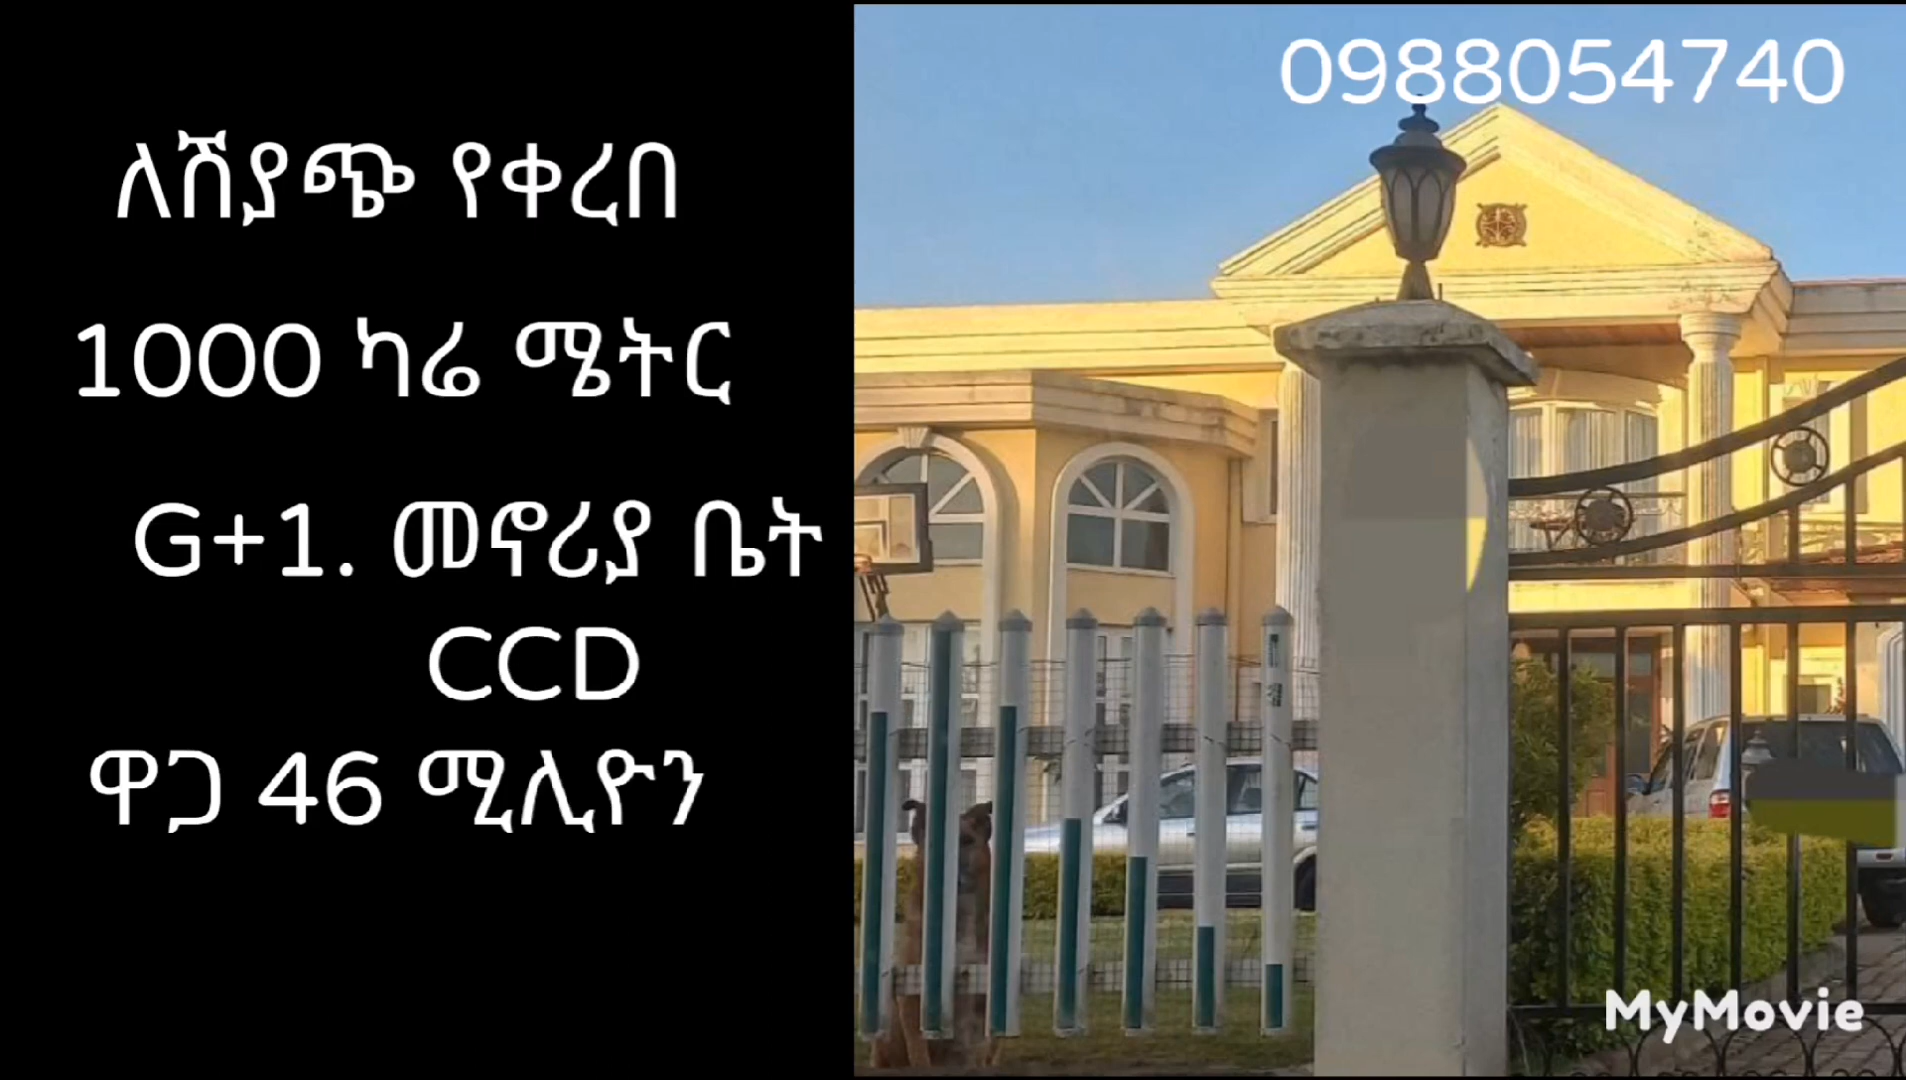 ለሽያጭ የቀረበ
1000 ካሬ ሜትር
G+1. መኖሪያ ቤት
CCD
ዋጋ 46 ሚሊዮን
0988054740
MyMovie